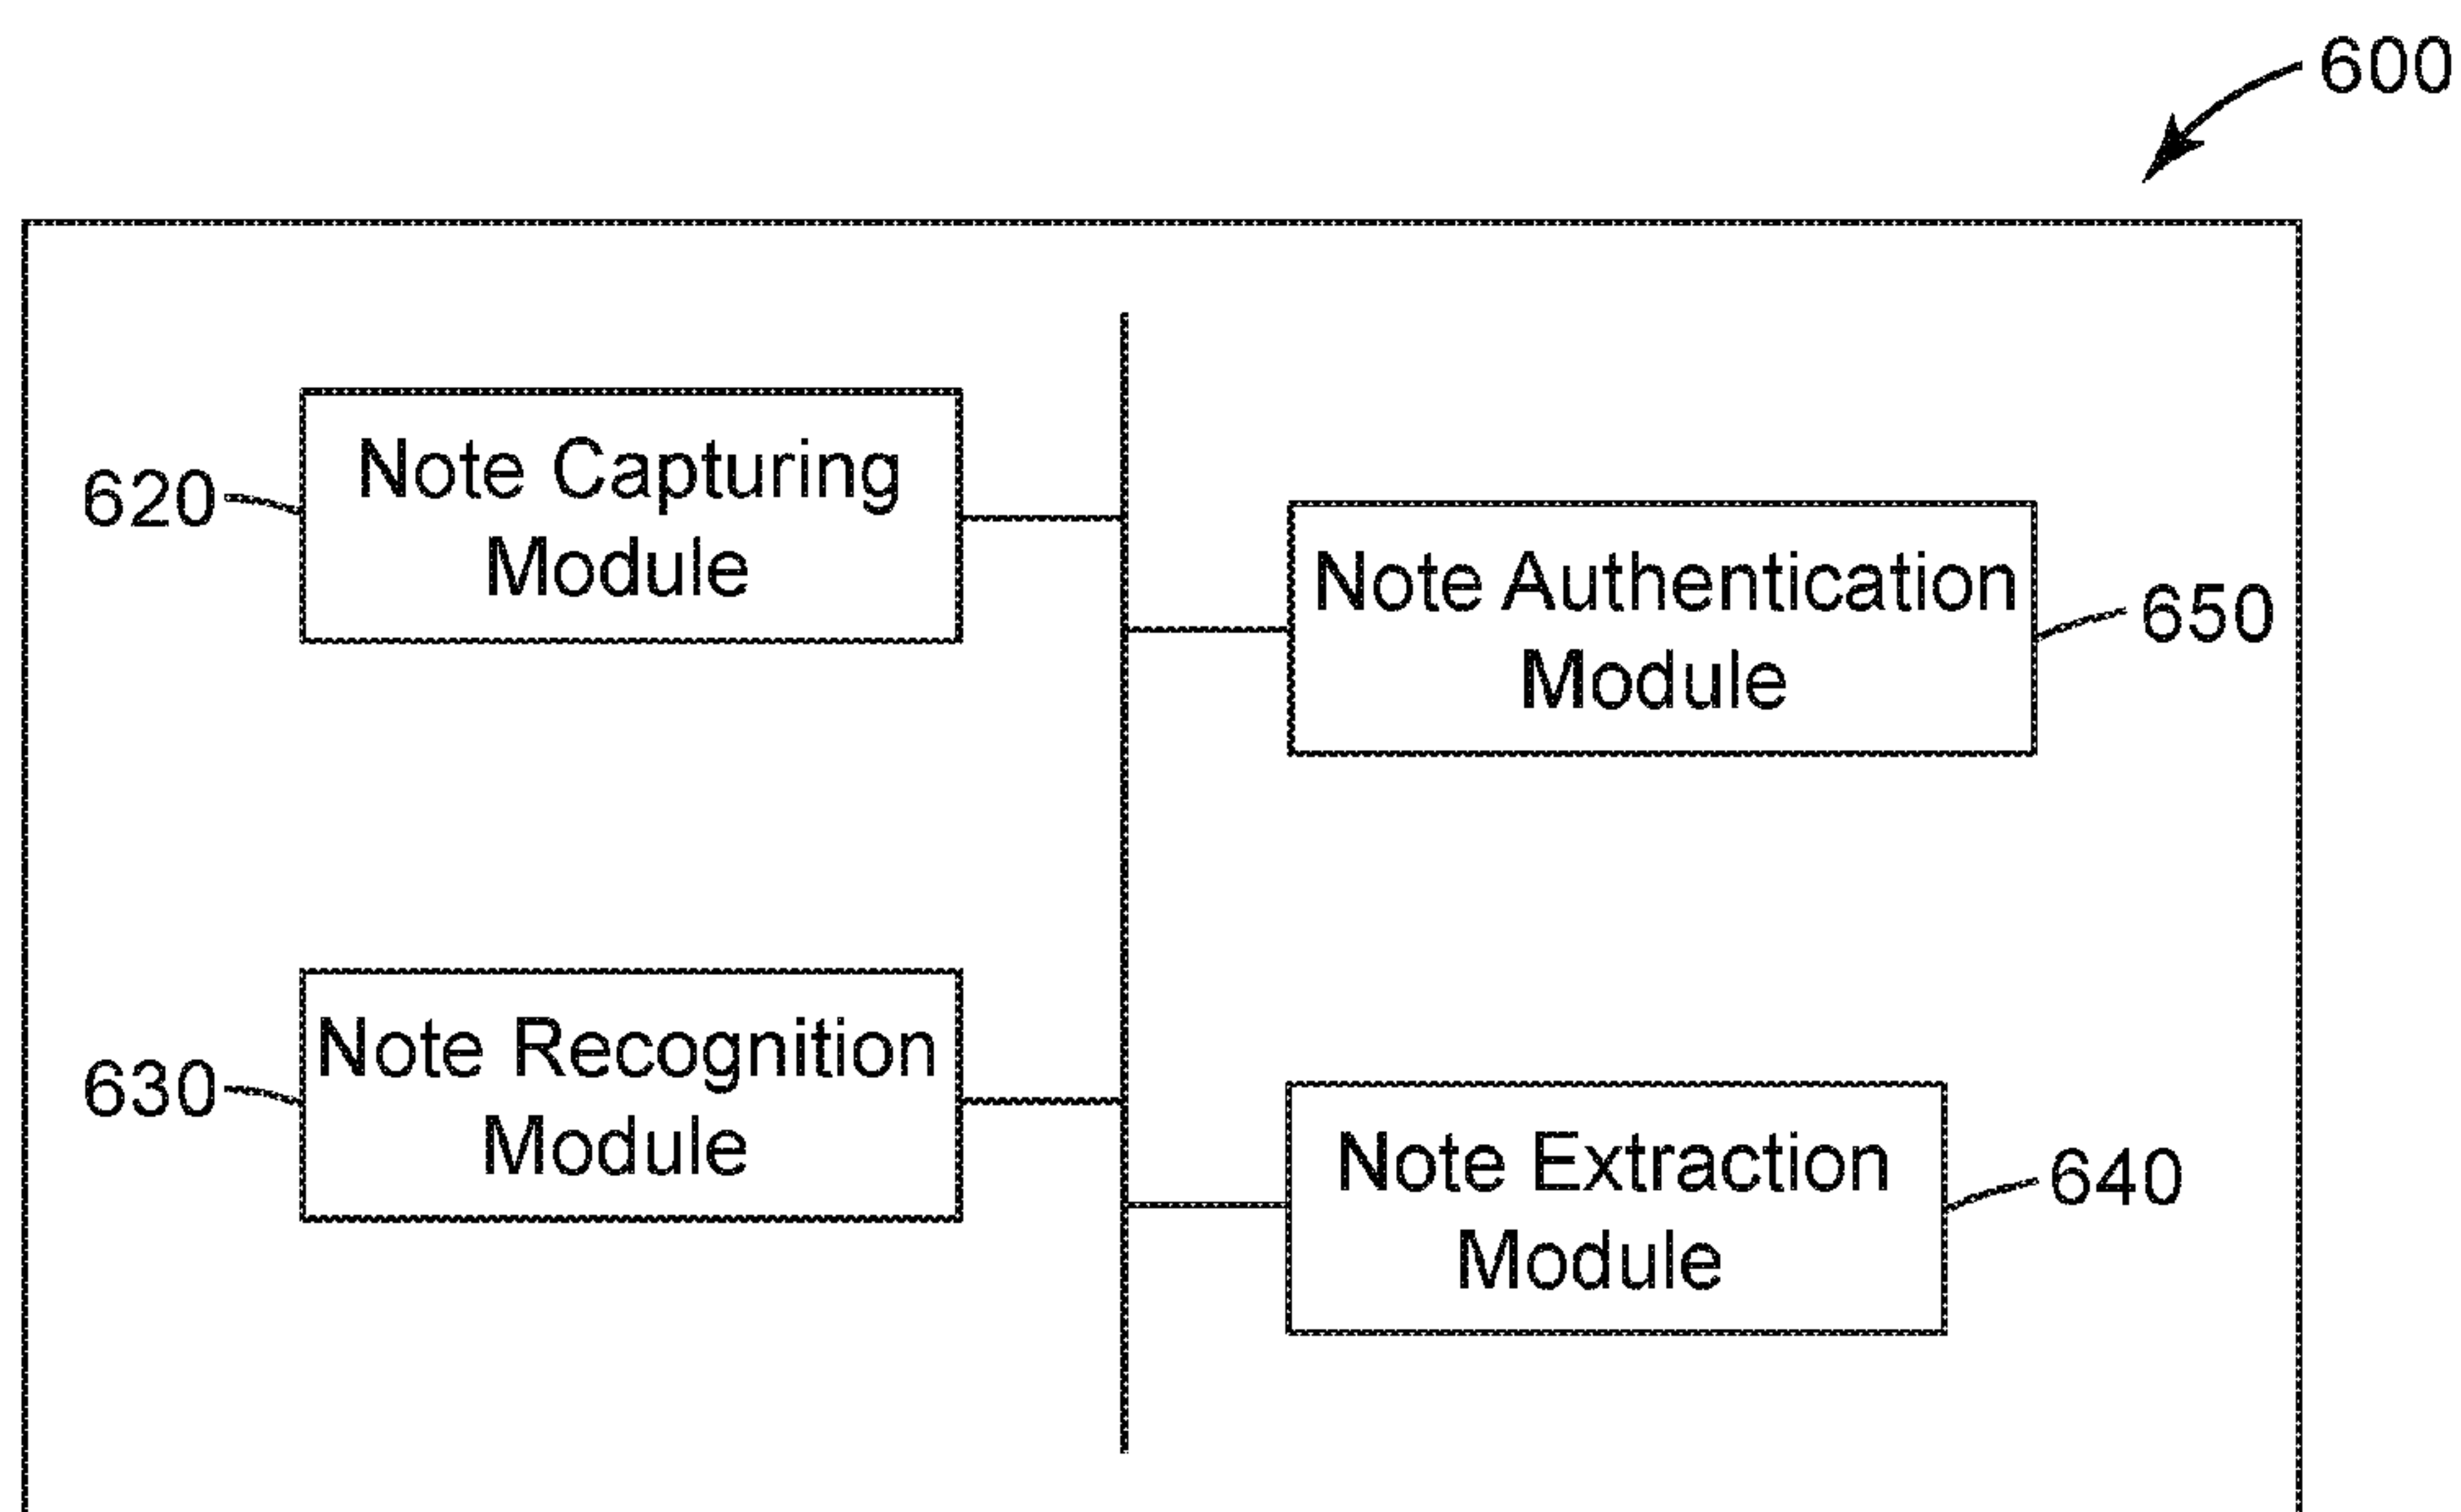 600
620
Note Capturing
Module
Note Authentication
Module
650
630
Note Recognition
Module
Note Extraction
Module
640